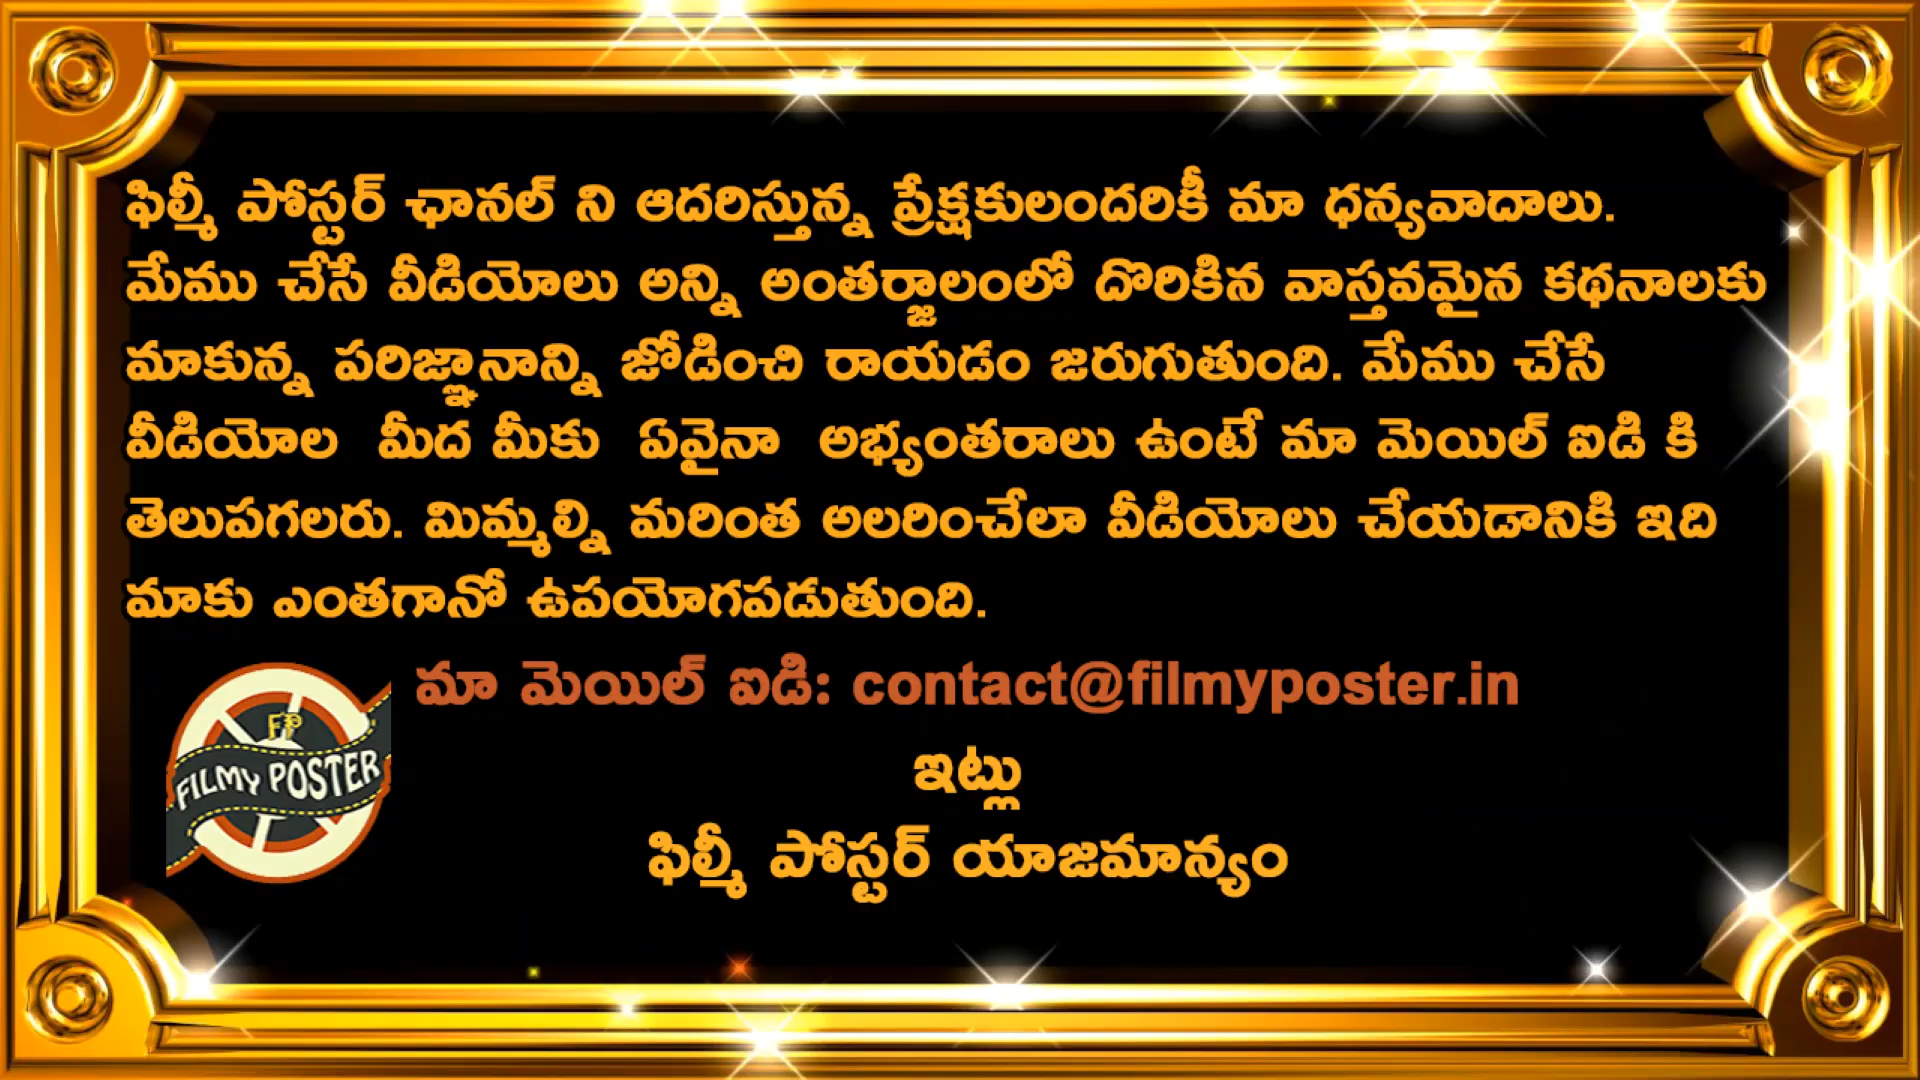 ఫిల్మీ పోస్టర్ ఛానల్ ని ఆదరిస్తున్న ప్రేక్షకులందరికీ మా ధన్యవాదాలు.
మేము చేసే వీడియోలు అన్ని అంతర్జాలంలో దొరికిన వాస్తవమైన కథనాలకు
మాకున్న పరిజ్ఞానాన్ని జోడించి రాయడం జరుగుతుంది. మేము చేసే
వీడియోల మీద మీకు ఏవైనా అభ్యంతరాలు ఉంటే మా మెయిల్ ఐడి కి
తెలుపగలరు. మిమ్మల్ని మరింత అలరించేలా వీడియోలు చేయడానికి ఇది
మాకు ఎంతగానో ఉపయోగపడుతుంది.
మా మెయిల్ ఐడి: contact@filmyposter.in
FP
FILMY POSTER
ఇట్లు
ఫిల్మీ పోస్టర్ యాజమాన్యం